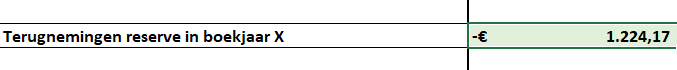 Terugnemingen reserve in boekjaar X -€ 1.224,17